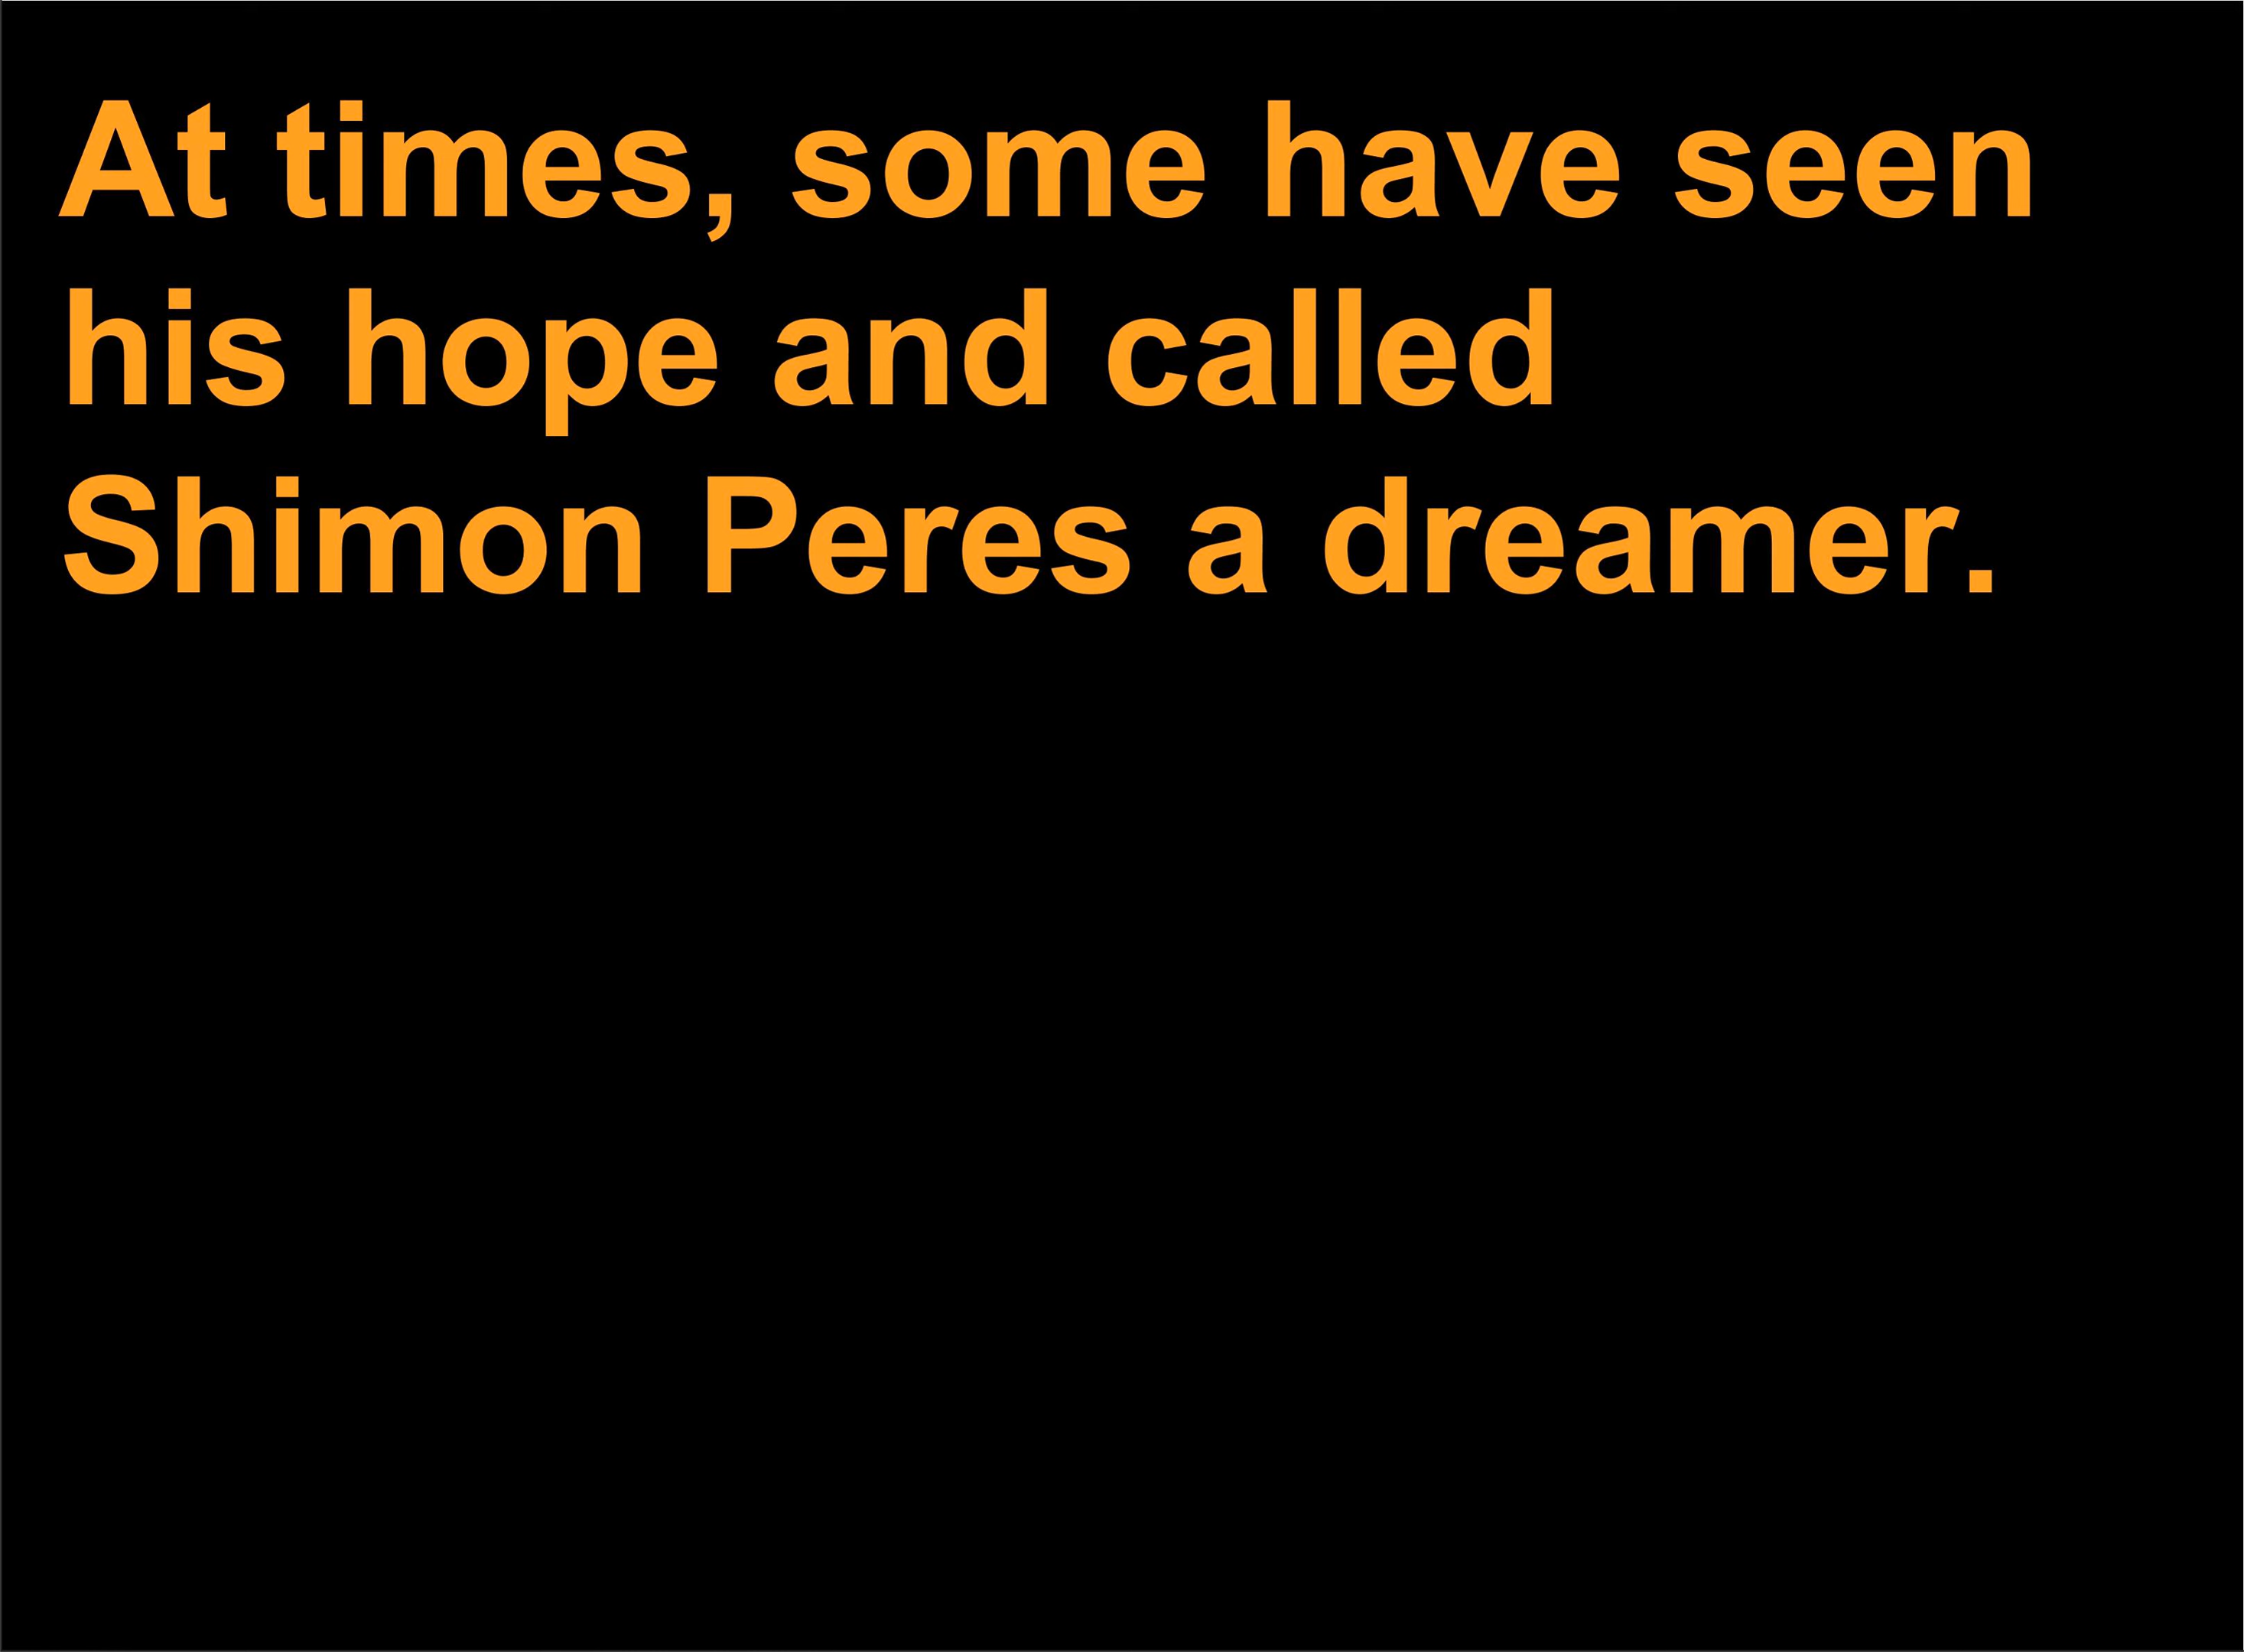 At times, some have seen
his hope and called
Shimon Peres a dreamer.